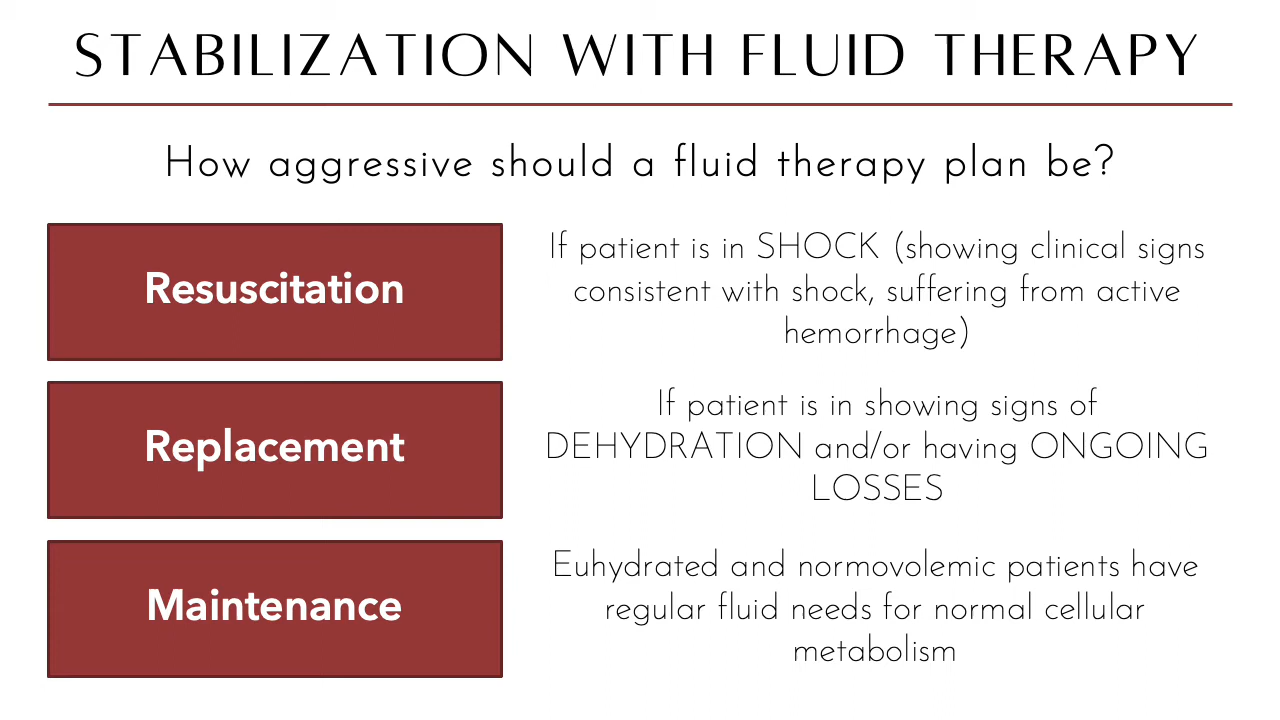 STABILIZATION WITH FLUID THERAPY
How aggressive should a fluid therapy plan be?
Resuscitation
If patient is in SHOCK (showing clinical signs
consistent with shock, suffering from active
hemorrhage)
Replacement
If patient is in showing signs of
DEHYDRATION and/or having ONGOING
LOSSES
Maintenance
Euhydrated and normovolemic patients have
regular fluid needs for normal cellular
metabolism